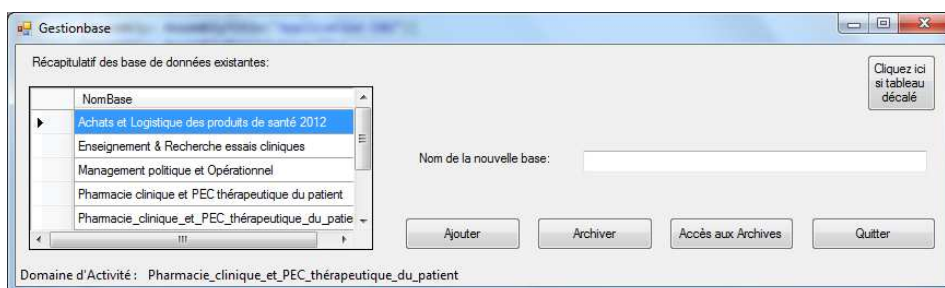 Gestionbase
Récapitulatif des base de données existantes:
Cliquez ici
si tableau
décalé
NomBase
Achats et Logistique des produits de santé 2012
Enseignement & Recherche essais cliniques
Management politique et Opérationnel
Nom de la nouvelle base:
Pharmacie clinique et PEC thérapeutique du patient
Pharmacie_clinique_et_PEC_thérapeutique_du_patie
Ajouter
Archiver
Accès aux Archives
Quitter
Domaine d'Activité : Pharmacie_clinique_et_PEC_thérapeutique_du_patient